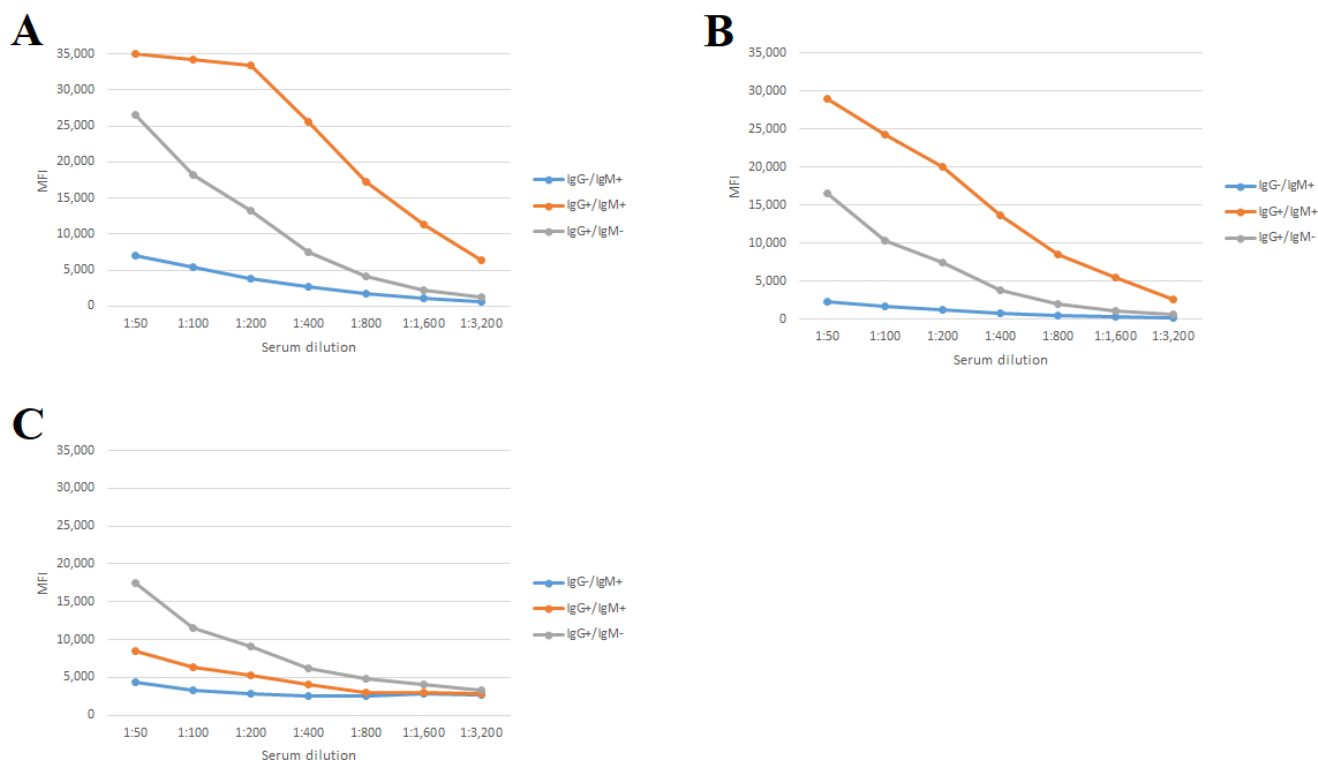 A
35,000
30,000
25,000
20,000
15,000
10,000
5,000
0
MFI
1:50 1:100 1:200 1:400 1:800 1:1,600 1:3,200
Serum dilution
IgG-/IgM+
IgG+/IgM+
IgG+/IgM-
B
35,000
30,000
25,000
20,000
15,000
10,000
5,000
0
MFI
1:50 1:100 1:200 1:400 1:800 1:1,600 1:3,200
Serum dilution
IgG-/IgM+
IgG+/IgM+
IgG+/IgM-
C
35,000
30,000
25,000
20,000
15,000
10,000
5,000
0
MFI
1:50 1:100 1:200 1:400 1:800 1:1,600 1:3,200
Serum dilution
IgG-/IgM+
IgG+/IgM+
IgG+/IgM-